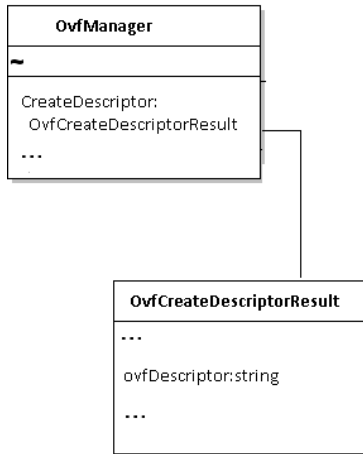 OvfManager
~
CreateDescriptor:
OvfCreateDescriptorResult
...
OvfCreateDescriptorResult
...
ovfDescriptor:string
...